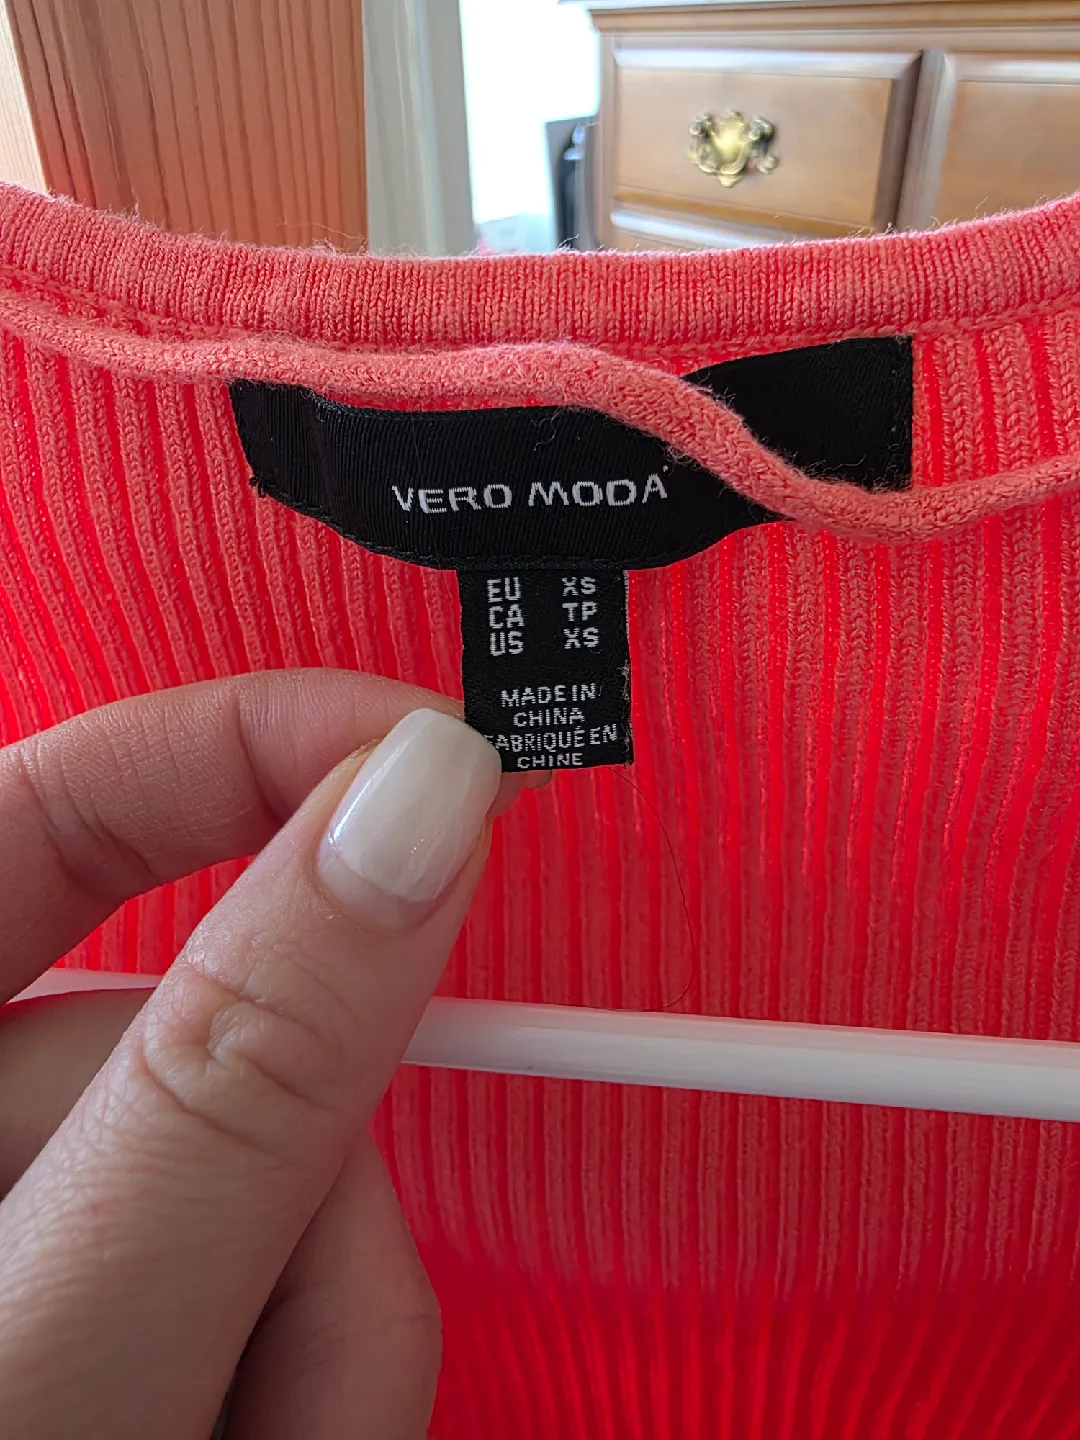 VERO MODA
EU XS
CA TP
US XS
MADE IN
CHINA
FABRIQUÉ EN
CHINE